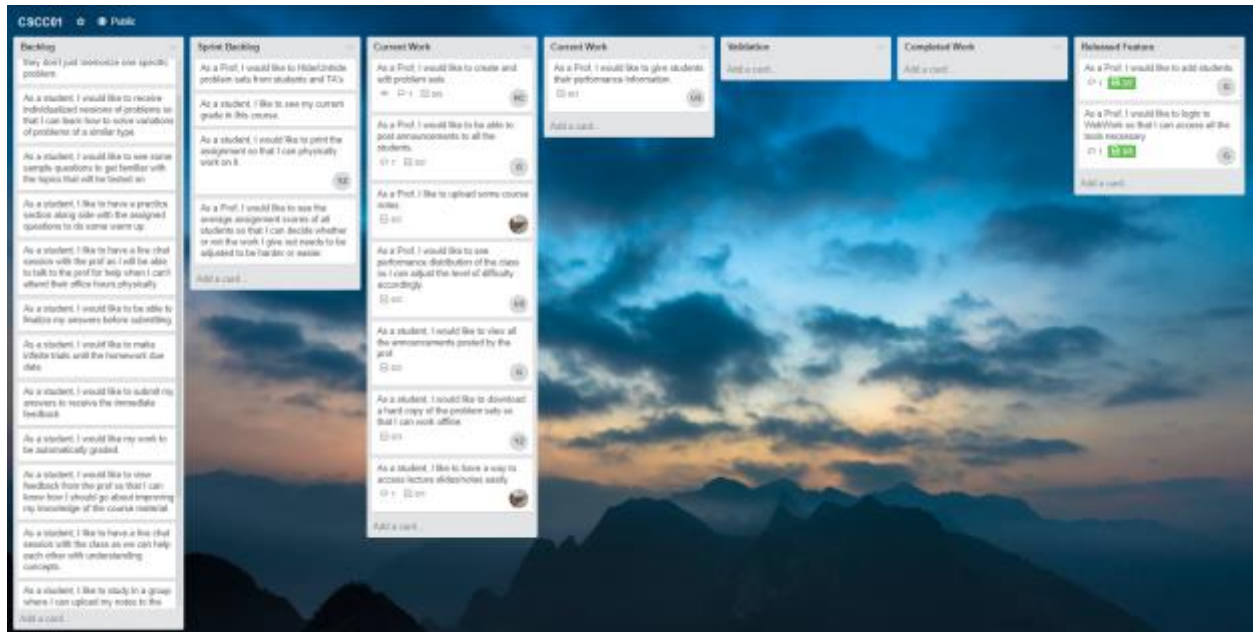 CSCC01 Public
Backlog
they don't just memorize one specific
problem.
As a student, I would like to receive
individualized versions of problems so
that I can learn how to solve variations
of problems of a similar type.
As a student, I would like to see some
sample questions to get familiar with
the topics that will be tested on
As a student, I like to have a practice
section along side with the assigned
questions to do some warm up
As a student, I like to have a live chat
session with the prof as I will be able
to talk to the prof for help when I can't
attend their office hours physically
As a student, I would like to be able to
finalize my answers before submitting.
As a student, I would like to make
infinite trials until the homework due
date.
As a student, I would like to submit my
answers to receive the immediate
feedback
As a student, I would like my work to
be automatically graded.
As a student, I would like to view
feedback from the prof so that I can
know how I should go about improving
my knowledge of the course material
As a student, I like to have a live chat
session with the class as we can help
each other with understanding
concepts.
As a student, I like to study in a group
where I can upload my notes to the
Add a card...
Sprint Backlog
As a Prof, I would like to Hide/Unhide
problem sets from students and TA's
As a student, I like to see my current
grade in this course.
As a student, I would like to print the
assignment so that I can physically
work on it.
YZ
As a Prof, I would like to see the
average assignment scores of all
students so that I can decide whether
or not the work I give out needs to be
adjusted to be harder or easier
Add a card...
Current Work
As a Prof, I would like to create and
edit problem sets.
As a Prof, I would like to be able to
post announcements to all the
students.
G
As a Prof, I like to upload some course
notes.
As a Prof, I would like to see
performance distribution of the class
so I can adjust the level of difficulty
accordingly.
As a student, I would like to view all
the announcements posted by the
prof
G
As a student, I would like to download
a hard copy of the problem sets so
that I can work offline.
YZ
As a student, I like to have a way to
access lecture slides/notes easily
Add a card...
Current Work
As a Prof, I would like to give students
their performance information.
Add a card...
Validation
Add a card...
Completed Work
Add a card...
Released Feature
As a Prof, I would like to add students
G
As a Prof, I would like to login to
WebWork so that I can access all the
tools necessary
G
Add a card...